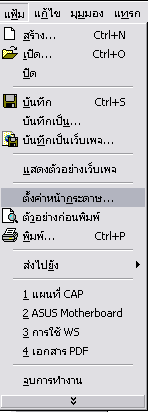 แฟ้ม แก้ไข มุมมอง แทรก
สร้าง... Ctrl+N
เปิด... Ctrl+O
ปิด
บันทึก Ctrl+S
บันทึกเป็น...
บันทึกเป็นเว็บเพจ...
แสดงตัวอย่างเว็บเพจ
ตั้งค่าหน้ากระดาษ...
ตัวอย่างก่อนพิมพ์
พิมพ์... Ctrl+P
ส่งไปยัง
1 แผนที่ CAP
2 ASUS Motherboard
3 การใช้ WS
4 เอกสาร PDF
จบการทำงาน